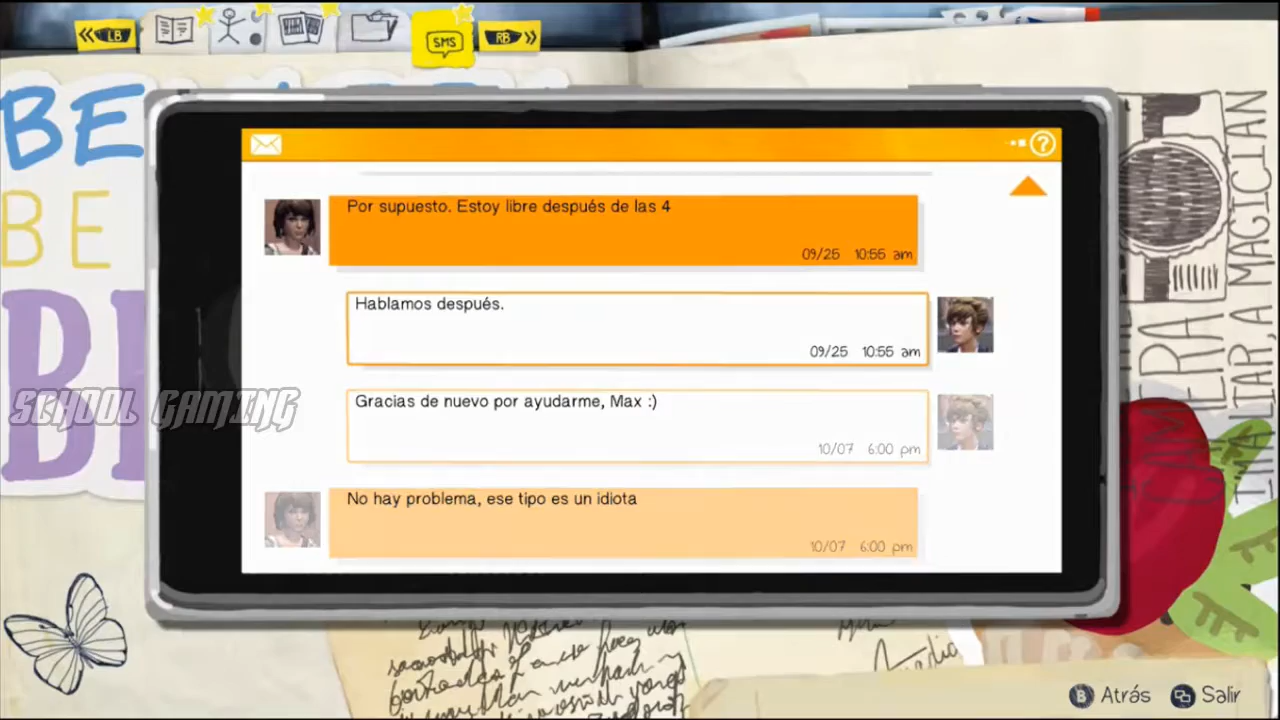 LB
SMS
RB
BE
BE
Por supuesto. Estoy libre después de las 4
09/25 10:55 am
Hablamos después.
09/25 10:55 am
Gracias de nuevo por ayudarme, Max :)
10/07 6:00 pm
No hay problema, ese tipo es un idiota
10/07 6:00 pm
SCHOOL GAMING
CAMERA
A MAGICIAN
B Atrás
Salir